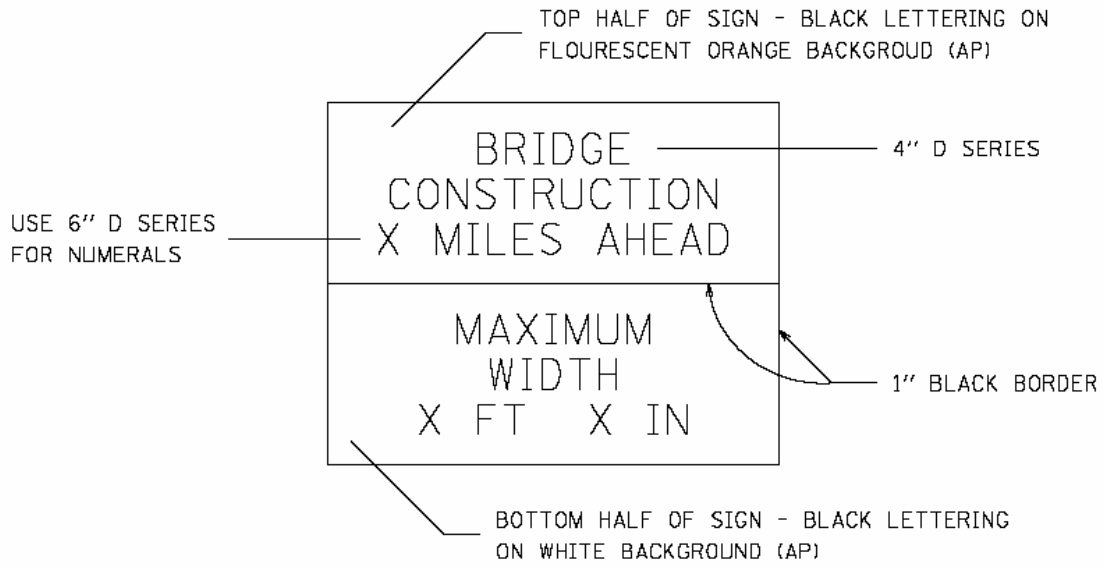 TOP HALF OF SIGN - BLACK LETTERING ON
FLOURESCENT ORANGE BACKGROUD (AP)
BRIDGE
CONSTRUCTION
X MILES AHEAD
4" D SERIES
USE 6" D SERIES
FOR NUMERALS
MAXIMUM
WIDTH
X FT X IN
1" BLACK BORDER
BOTTOM HALF OF SIGN - BLACK LETTERING
ON WHITE BACKGROUND (AP)